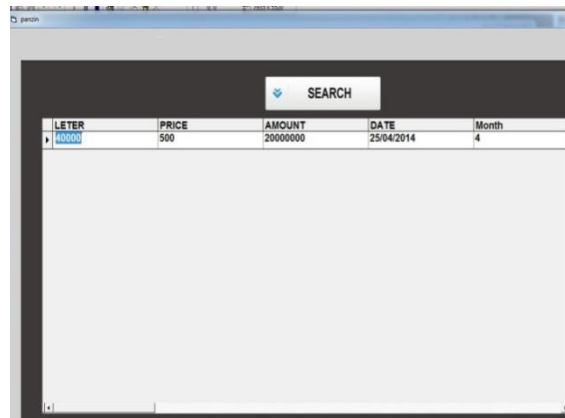 panzin
SEARCH
LETER PRICE AMOUNT DATE Month
40000 500 20000000 25/04/2014 4